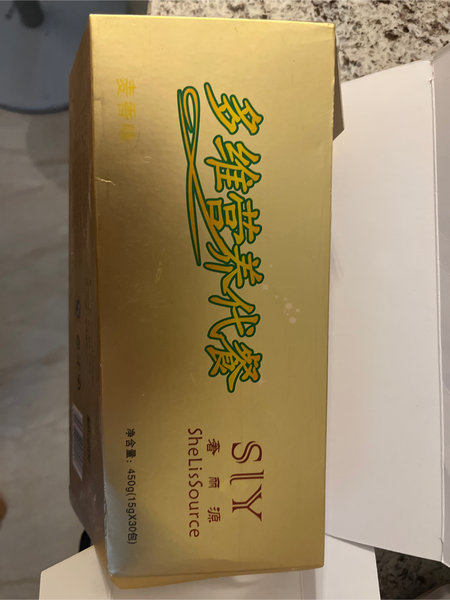 麦香味
多维营养代餐
SlY
奢丽源
SheLisSource
净含量：450g(15gX30包)